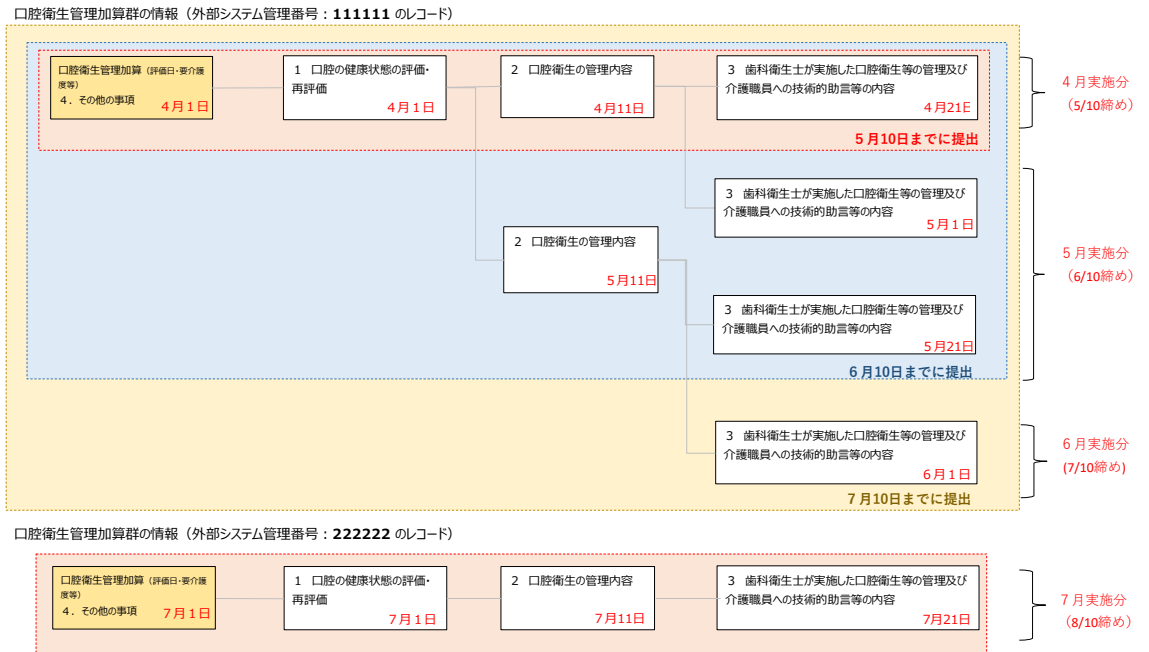 口腔衛生管理加算群の情報（外部システム管理番号：111111 のレコード）
口腔衛生管理加算（評価日・要介護
度等）
４．その他の事項
4月1日
１　口腔の健康状態の評価・
再評価
4月1日
２　口腔衛生の管理内容
4月11日
３　歯科衛生士が実施した口腔衛生等の管理及び
介護職員への技術的助言等の内容
4月21日
５月10日までに提出
４月実施分
（5/10締め）
３　歯科衛生士が実施した口腔衛生等の管理及び
介護職員への技術的助言等の内容
5月1日
２　口腔衛生の管理内容
5月11日
３　歯科衛生士が実施した口腔衛生等の管理及び
介護職員への技術的助言等の内容
5月21日
６月10日までに提出
５月実施分
（6/10締め）
３　歯科衛生士が実施した口腔衛生等の管理及び
介護職員への技術的助言等の内容
6月1日
７月10日までに提出
６月実施分
(7/10締め)
口腔衛生管理加算群の情報（外部システム管理番号：222222 のレコード）
口腔衛生管理加算（評価日・要介護
度等）
４．その他の事項
7月1日
１　口腔の健康状態の評価・
再評価
7月1日
２　口腔衛生の管理内容
7月11日
３　歯科衛生士が実施した口腔衛生等の管理及び
介護職員への技術的助言等の内容
7月21日
７月実施分
（8/10締め）